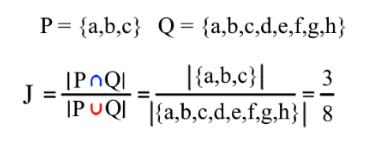 P = {a,b,c} Q = {a,b,c,d,e,f,g,h}
J = |P∩Q| / |P∪Q| = |{a,b,c}| / |{a,b,c,d,e,f,g,h}| = 3 / 8